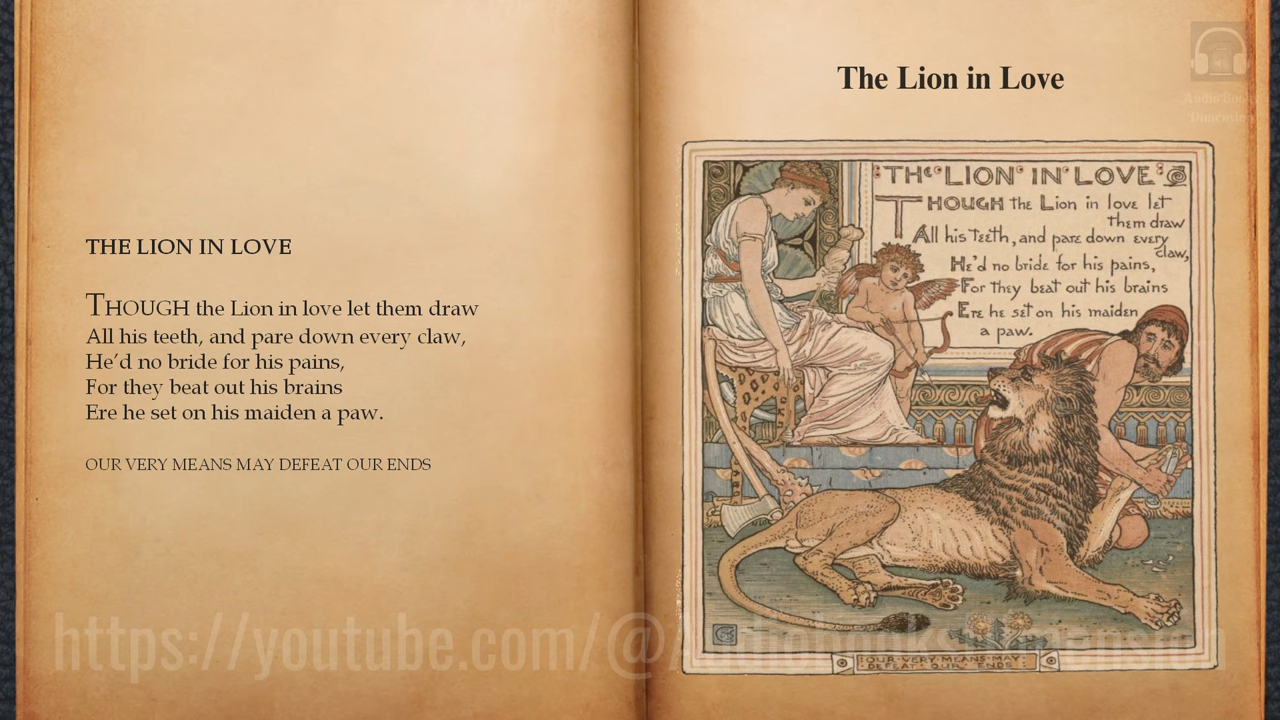 THE LION IN LOVE
THOUGH the Lion in love let them draw
All his teeth, and pare down every claw,
He'd no bride for his pains,
For they beat out his brains
Ere he set on his maiden a paw.
OUR VERY MEANS MAY DEFEAT OUR ENDS
The Lion in Love
Audio Books
Dimension
THE LION IN LOVE
THOUGH the Lion in love let
them draw
All his teeth, and pare down every
claw,
He'd no bride for his pains,
For they beat out his brains
Ere he set on his maiden
a paw.
OUR VERY MEANS MAY
DEFEAT OUR ENDS
https://youtube.com/@AudiobooksDimension